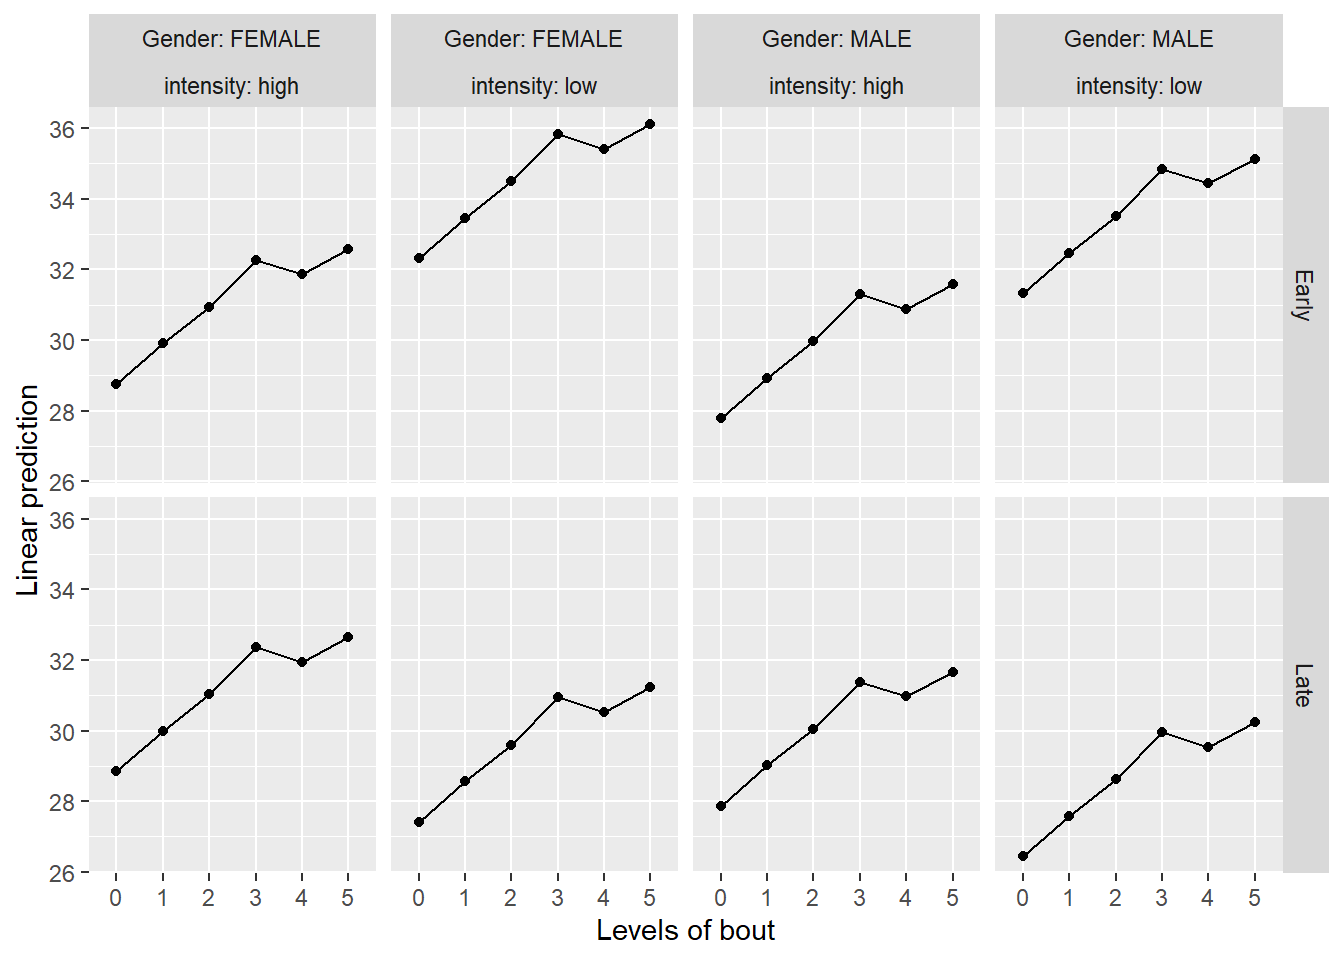 Gender: FEMALE Gender: FEMALE Gender: MALE Gender: MALE
intensity: high intensity: low intensity: high intensity: low
36
34
32
30
28
26
Early
Linear prediction
36
34
32
30
28
26
Late
0 1 2 3 4 5 0 1 2 3 4 5 0 1 2 3 4 5 0 1 2 3 4 5
Levels of bout